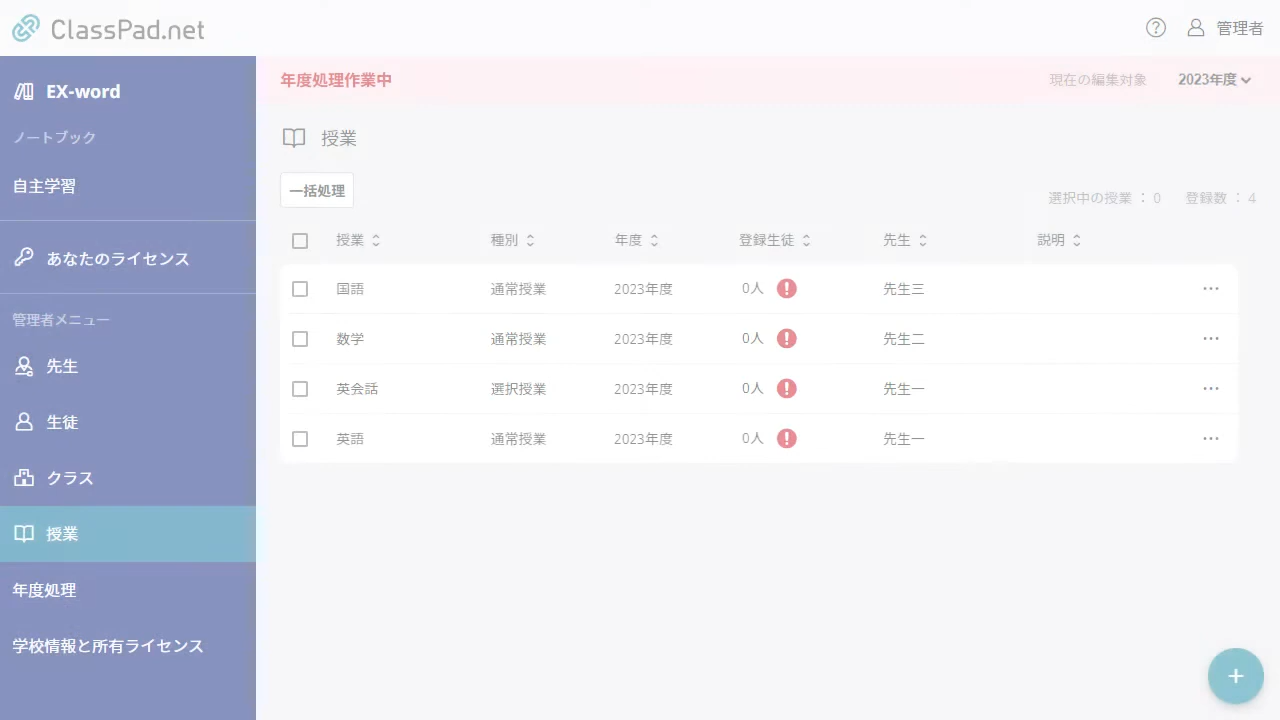 ClassPad.net
管理者
EX-word
ノートブック
自主学習
あなたのライセンス
管理者メニュー
先生
生徒
クラス
授業
年度処理
学校情報と所有ライセンス
年度処理作業中
現在の編集対象 2023年度
授業
一括処理
選択中の授業 : 0 登録数 : 4
授業 種別 年度 登録生徒 先生 説明
国語 通常授業 2023年度 0人 先生三
数学 通常授業 2023年度 0人 先生二
英会話 選択授業 2023年度 0人 先生一
英語 通常授業 2023年度 0人 先生一